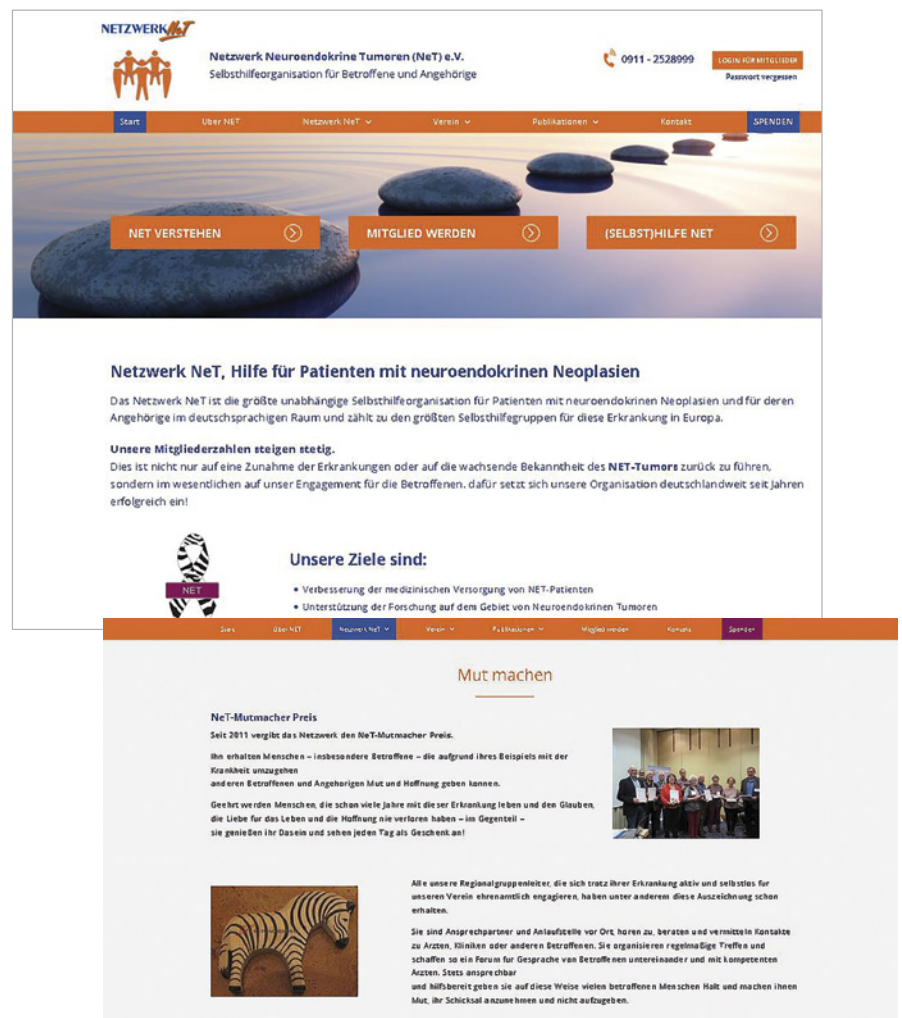 NETZWERK NeT
Netzwerk Neuroendokrine Tumoren (NeT) e.V.
Selbsthilfeorganisation für Betroffene und Angehörige
0911 - 2528999
LOGIN FÜR MITGLIEDER
Passwort vergessen
Start Über NET Netzwerk NeT Verein Publikationen Kontakt SPENDEN
NET VERSTEHEN MITGLIED WERDEN (SELBST)HILFE NET
Netzwerk NeT, Hilfe für Patienten mit neuroendokrinen Neoplasien
Das Netzwerk NeT ist die größte unabhängige Selbsthilfeorganisation für Patienten mit neuroendokrinen Neoplasien und für deren
Angehörige im deutschsprachigen Raum und zählt zu den größten Selbsthilfegruppen für diese Erkrankung in Europa.
Unsere Mitgliederzahlen steigen stetig.
Dies ist nicht nur auf eine Zunahme der Erkrankungen oder auf die wachsende Bekanntheit des NET-Tumors zurück zu führen,
sondern im wesentlichen auf unser Engagement für die Betroffenen. dafür setzt sich unsere Organisation deutschlandweit seit Jahren
erfolgreich ein!
NET
Unsere Ziele sind:
• Verbesserung der medizinischen Versorgung von NET-Patienten
• Unterstützung der Forschung auf dem Gebiet von Neuroendokrinen Tumoren
Start Über NET Netzwerk NeT Verein Publikationen Mitglied werden Kontakt Spenden
Mut machen
NeT-Mutmacher Preis
Seit 2011 vergibt das Netzwerk den NeT-Mutmacher Preis.
Ihn erhalten Menschen – insbesondere Betroffene – die aufgrund ihres Beispiels mit der
Krankheit umzugehen
anderen Betroffenen und Angehörigen Mut und Hoffnung geben können.
Geehrt werden Menschen, die schon viele Jahre mit dieser Erkrankung leben und den Glauben,
die Liebe für das Leben und die Hoffnung nie verloren haben – im Gegenteil –
sie genießen ihr Dasein und sehen jeden Tag als Geschenk an!
Alle unsere Regionalgruppenleiter, die sich trotz ihrer Erkrankung aktiv und selbstlos für
unseren Verein ehrenamtlich engagieren, haben unter anderem diese Auszeichnung schon
erhalten.
Sie sind Ansprechpartner und Anlaufstelle vor Ort, hören zu, beraten und vermitteln Kontakte
zu Ärzten, Kliniken oder anderen Betroffenen. Sie organisieren regelmäßige Treffen und
schaffen so ein Forum für Gespräche von Betroffenen untereinander und mit kompetenten
Ärzten. Stets ansprechbar
und hilfsbereit geben sie auf diese Weise vielen betroffenen Menschen Halt und machen ihnen
Mut, ihr Schicksal anzunehmen und nicht aufzugeben.